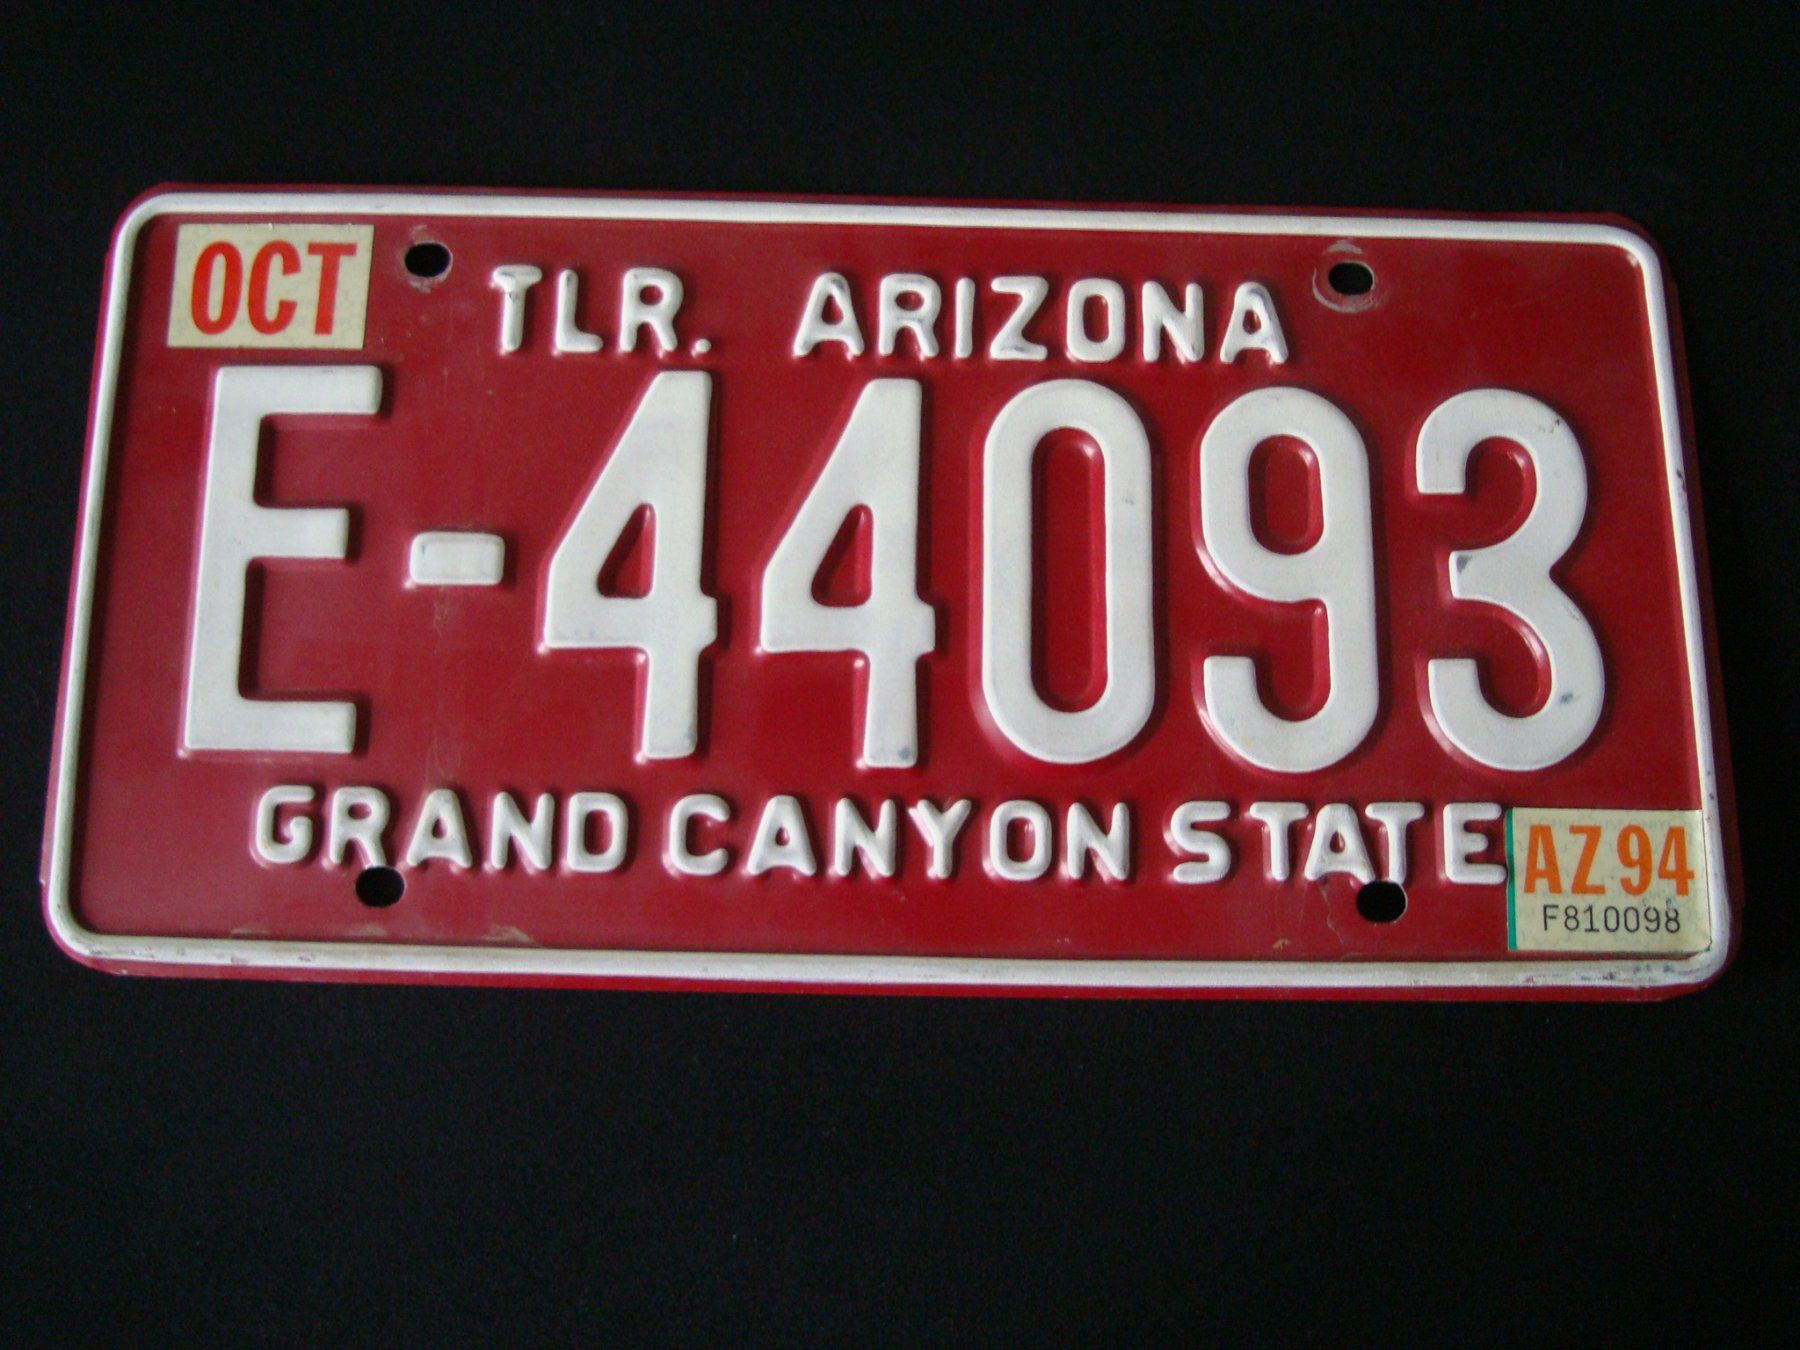 OCT
TLR. ARIZONA
E-44093
GRAND CANYON STATE
AZ 94
F810098